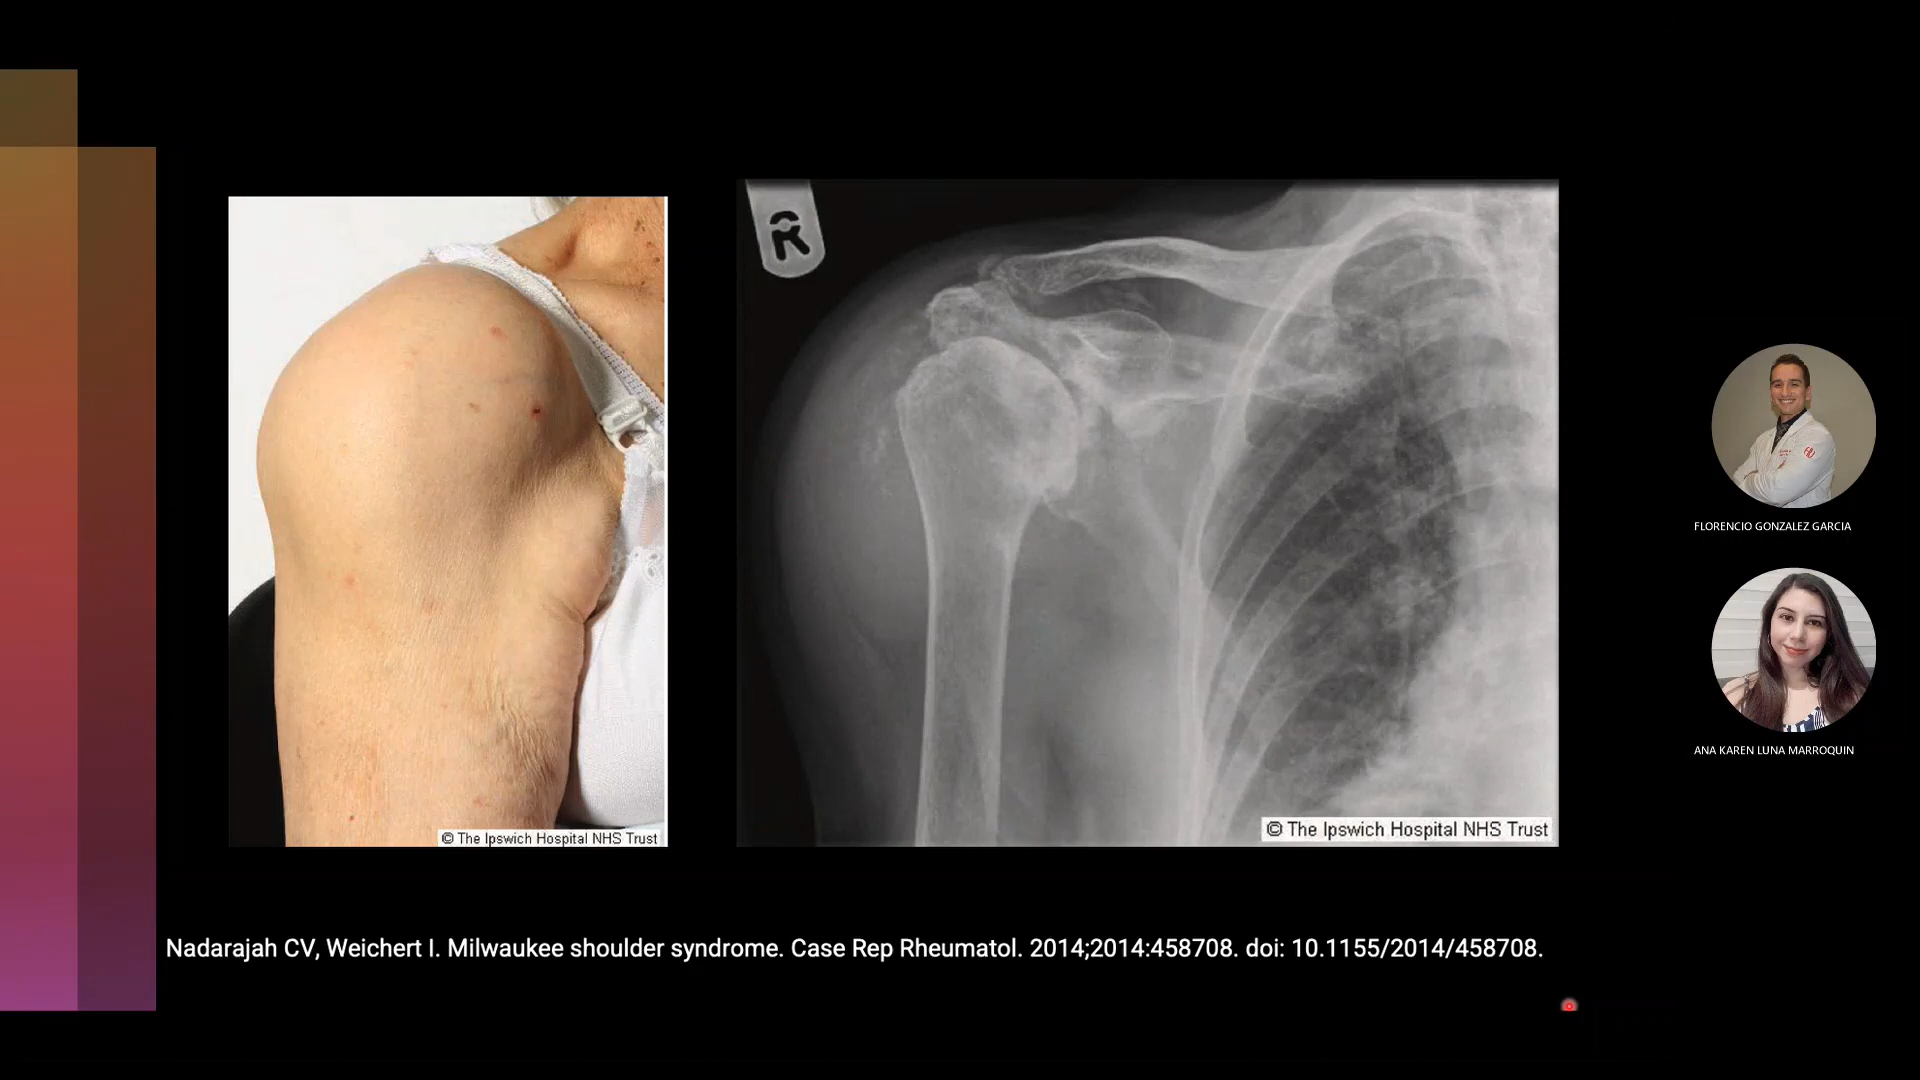 R
© The Ipswich Hospital NHS Trust
© The Ipswich Hospital NHS Trust
FLORENCIO GONZALEZ GARCIA
ANA KAREN LUNA MARROQUIN
Nadarajah CV, Weichert I. Milwaukee shoulder syndrome. Case Rep Rheumatol. 2014;2014:458708. doi: 10.1155/2014/458708.